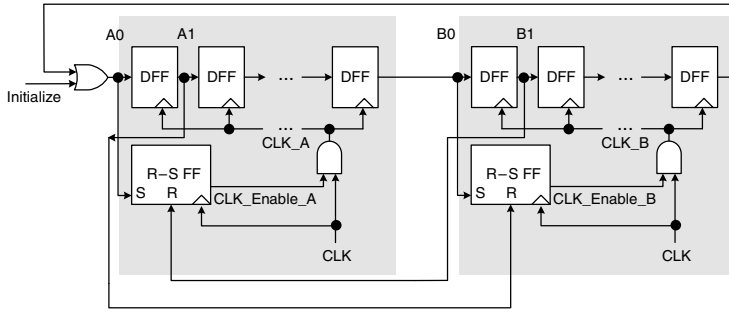 A0 A1 B0 B1
DFF DFF ... DFF DFF DFF ... DFF
Initialize
... ...
CLK_A CLK_B
R–S FF R–S FF
S R CLK_Enable_A S R CLK_Enable_B
CLK CLK